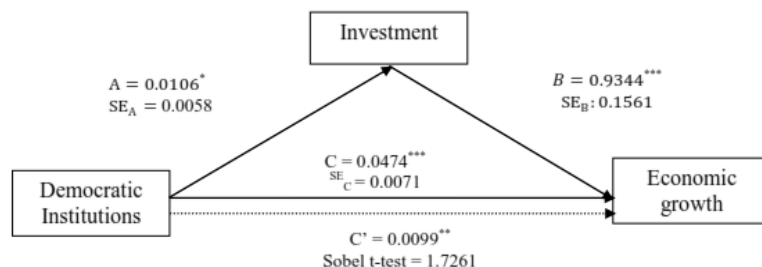 Investment
A = 0.0106*
SE_A = 0.0058
B = 0.9344***
SE_B: 0.1561
C = 0.0474***
SE_C = 0.0071
Democratic
Institutions
Economic
growth
C' = 0.0099**
Sobel t-test = 1.7261